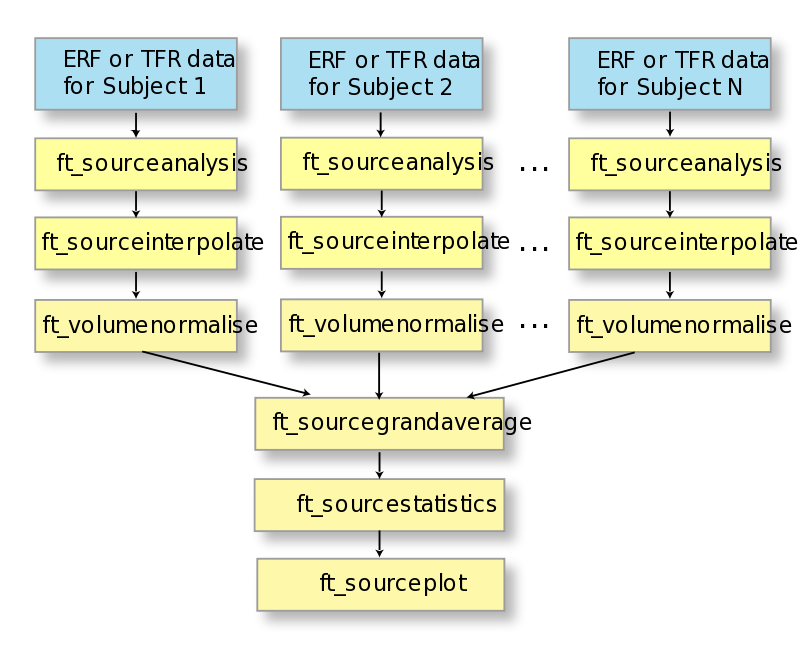 ERF or TFR data
for Subject 1
ERF or TFR data
for Subject 2
ERF or TFR data
for Subject N
ft_sourceanalysis
ft_sourceanalysis
...
ft_sourceanalysis
ft_sourceinterpolate
ft_sourceinterpolate
...
ft_sourceinterpolate
ft_volumenormalise
ft_volumenormalise
...
ft_volumenormalise
ft_sourcegrandaverage
ft_sourcestatistics
ft_sourceplot